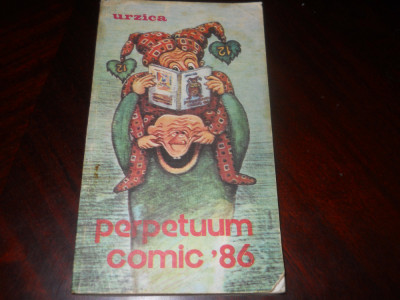 urzica
perpetuum
comic '86